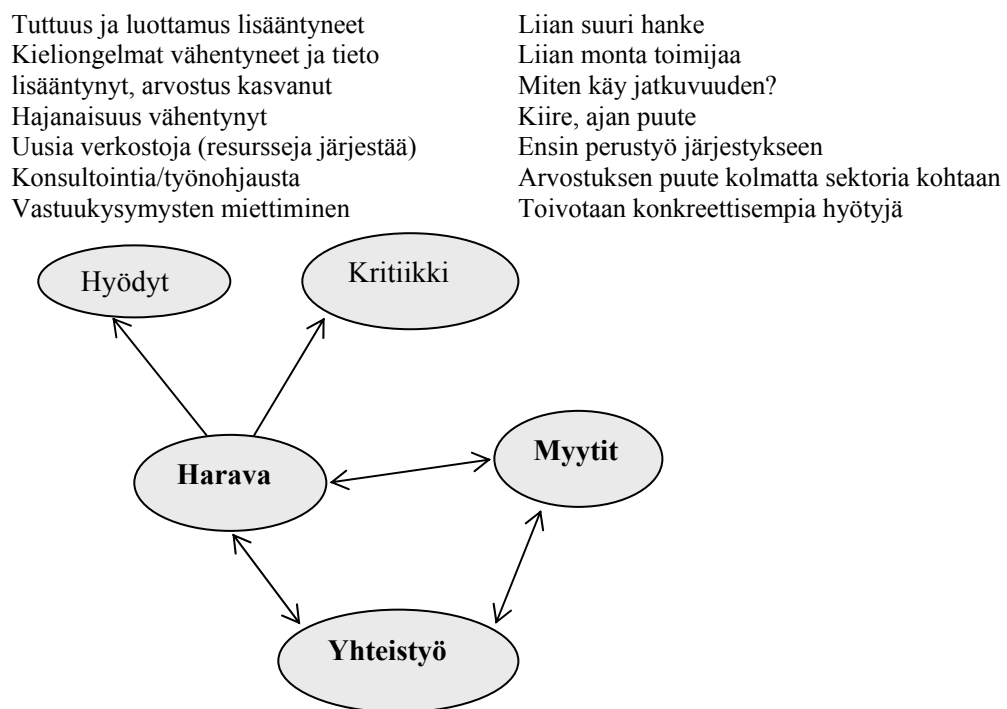 Tuttuus ja luottamus lisääntyneet
Kieliongelmat vähentyneet ja tieto
lisääntynyt, arvostus kasvanut
Hajanaisuus vähentynyt
Uusia verkostoja (resursseja järjestää)
Konsultointia/työnohjausta
Vastuukysymysten miettiminen
Liian suuri hanke
Liian monta toimijaa
Miten käy jatkuvuuden?
Kiire, ajan puute
Ensin perustyö järjestykseen
Arvostuksen puute kolmatta sektoria kohtaan
Toivotaan konkreettisempia hyötyjä
Hyödyt
Kritiikki
Harava
Myytit
Yhteistyö